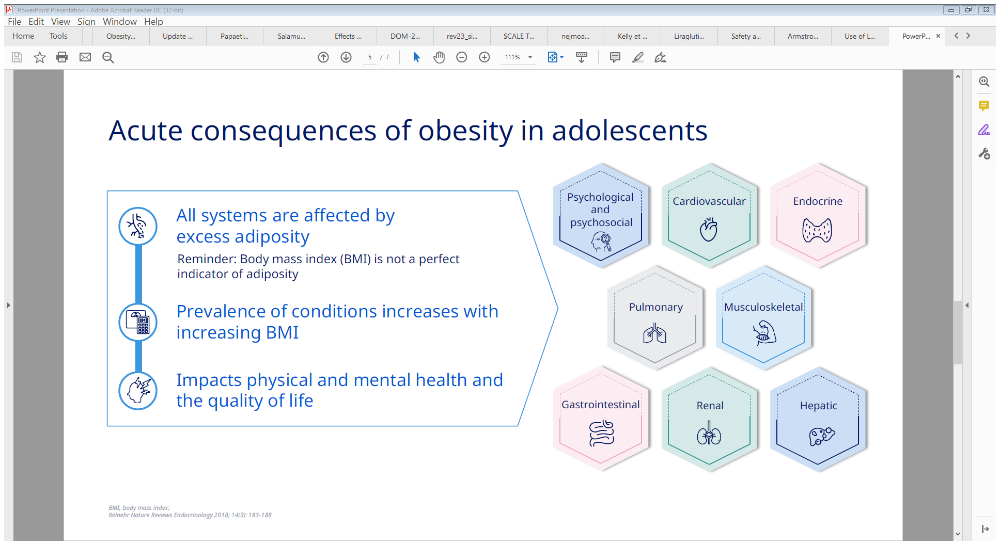 PowerPoint Presentation - Adobe Acrobat Reader DC (32-bit)
File Edit View Sign Window Help
Home Tools Obesity... Update ... Papaeti... Salamu... Effects ... DOM-2... rev23_si... SCALE T... nejmoa... Kelly et ... Liragluti... Safety a... Armstro... Use of L... PowerP...
5 / 7 111%
Acute consequences of obesity in adolescents
All systems are affected by
excess adiposity
Reminder: Body mass index (BMI) is not a perfect
indicator of adiposity
BMI
Prevalence of conditions increases with
increasing BMI
Impacts physical and mental health and
the quality of life
Psychological
and
psychosocial
Cardiovascular
Endocrine
Pulmonary
Musculoskeletal
Gastrointestinal
Renal
Hepatic
BMI, body mass index;
Reinehr Nature Reviews Endocrinology 2018; 14(3): 183-188